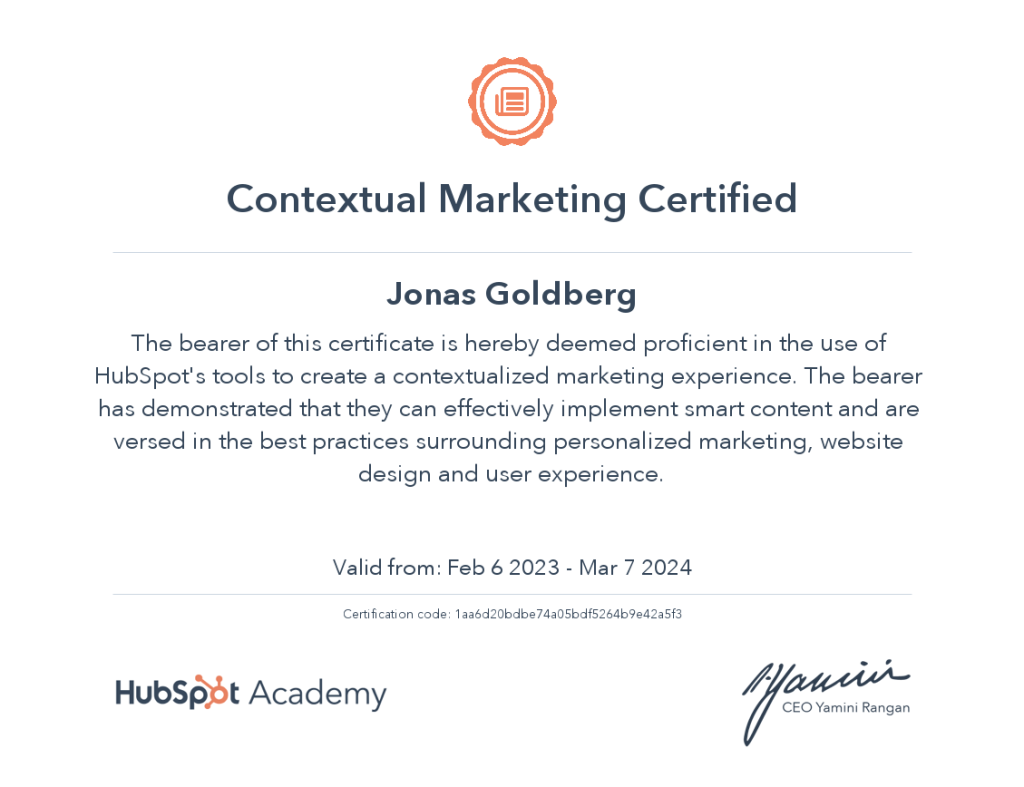 Contextual Marketing Certified
Jonas Goldberg
The bearer of this certificate is hereby deemed proficient in the use of
HubSpot's tools to create a contextualized marketing experience. The bearer
has demonstrated that they can effectively implement smart content and are
versed in the best practices surrounding personalized marketing, website
design and user experience.
Valid from: Feb 6 2023 - Mar 7 2024
Certification code: 1aa6d20bdbe74a05bdf5264b9e42a5f3
HubSpot Academy
Yamini
CEO Yamini Rangan